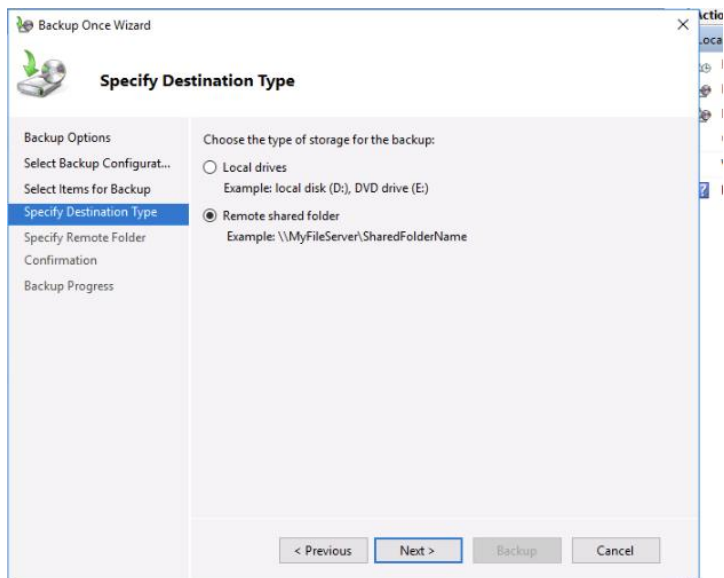 Backup Once Wizard
Specify Destination Type
Backup Options
Select Backup Configurat...
Select Items for Backup
Specify Destination Type
Specify Remote Folder
Confirmation
Backup Progress
Choose the type of storage for the backup:
Local drives
Example: local disk (D:), DVD drive (E:)
Remote shared folder
Example: \\MyFileServer\SharedFolderName
< Previous
Next >
Backup
Cancel